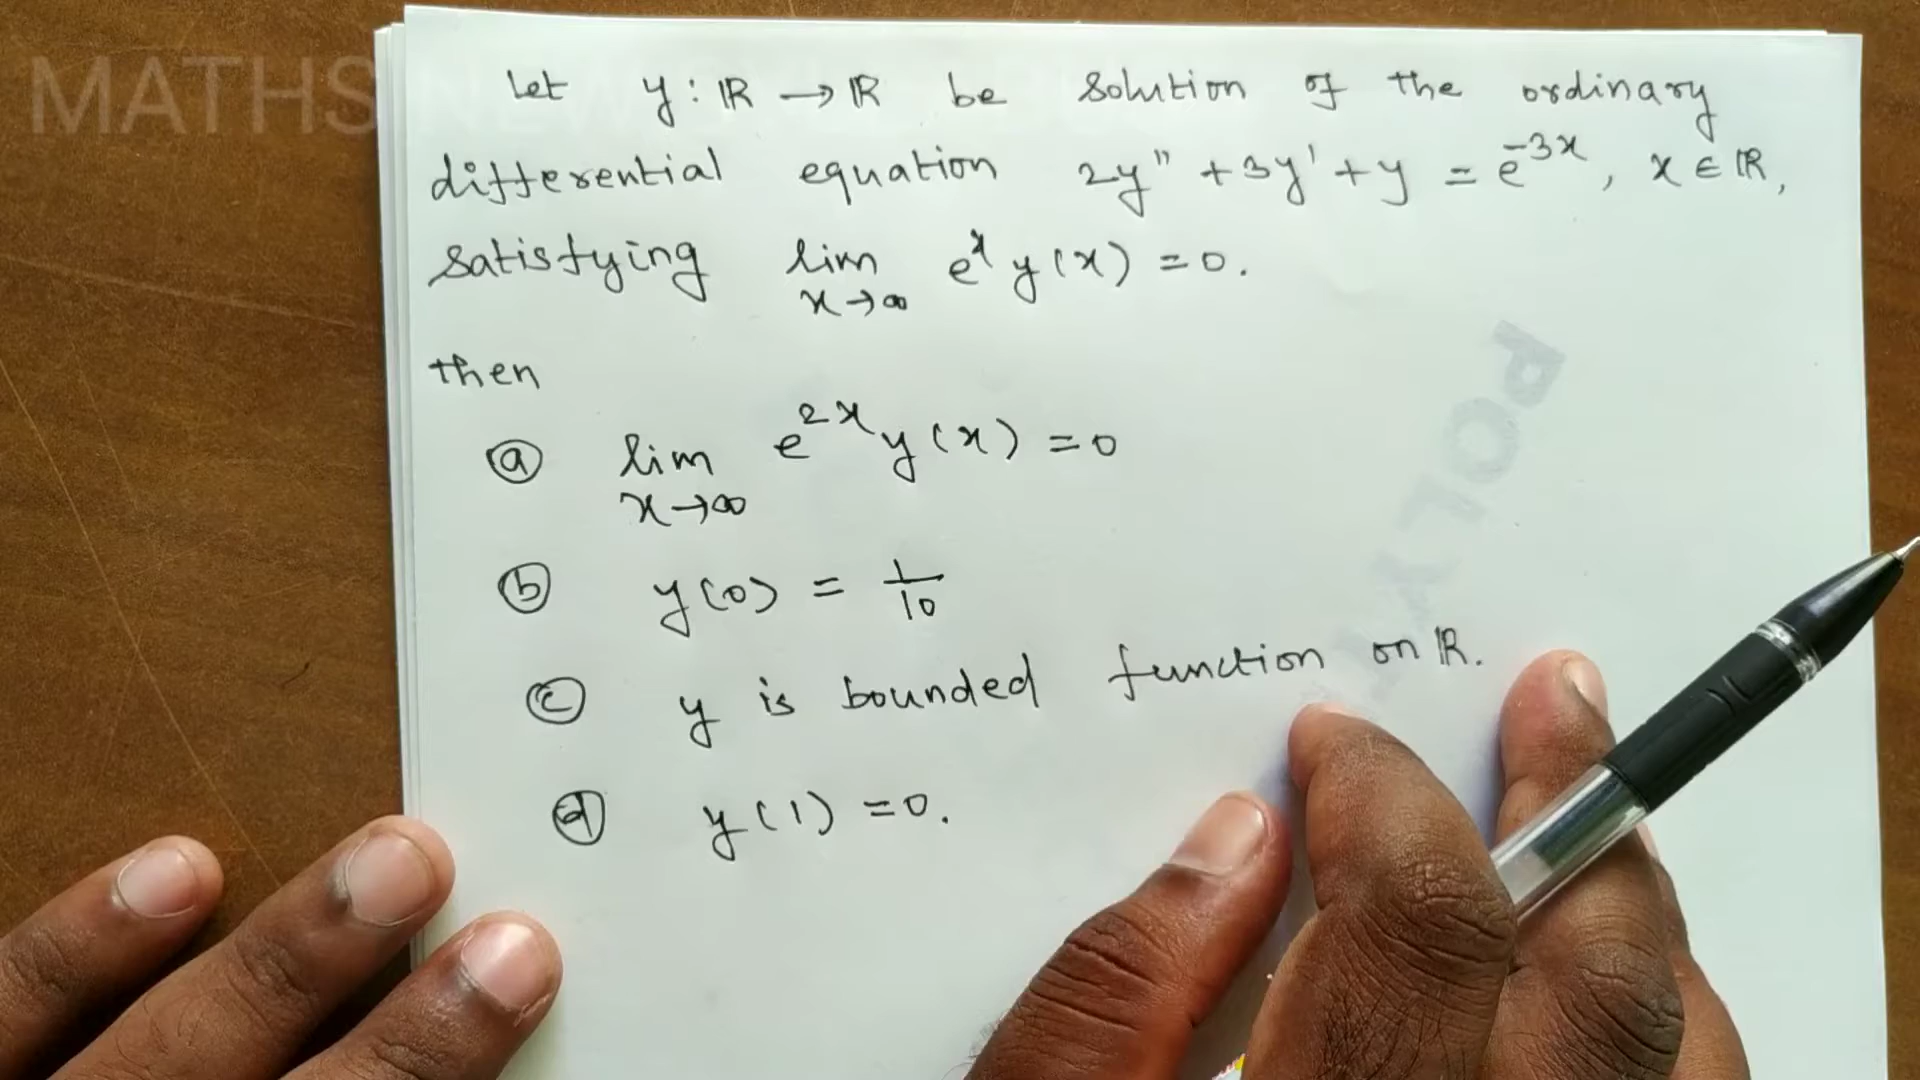 MATHS
Let y : ℝ → ℝ be solution of the ordinary
differential equation 2y'' + 3y' + y = e^{-3x}, x ∈ ℝ,
satisfying lim_{x→∞} e^x y(x) = 0.
then
ⓐ lim_{x→∞} e^{2x} y(x) = 0
ⓑ y(0) = 1/10
ⓒ y is bounded function on ℝ.
ⓓ y(1) = 0.